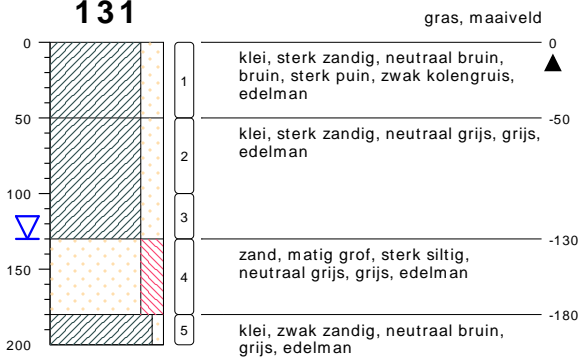 131
gras, maaiveld
0
0
klei, sterk zandig, neutraal bruin,
bruin, sterk puin, zwak kolengruis,
edelman
1
50
-50
klei, sterk zandig, neutraal grijs, grijs,
edelman
2
100
3
-130
zand, matig grof, sterk siltig,
neutraal grijs, grijs, edelman
150
4
-180
klei, zwak zandig, neutraal bruin,
grijs, edelman
5
200